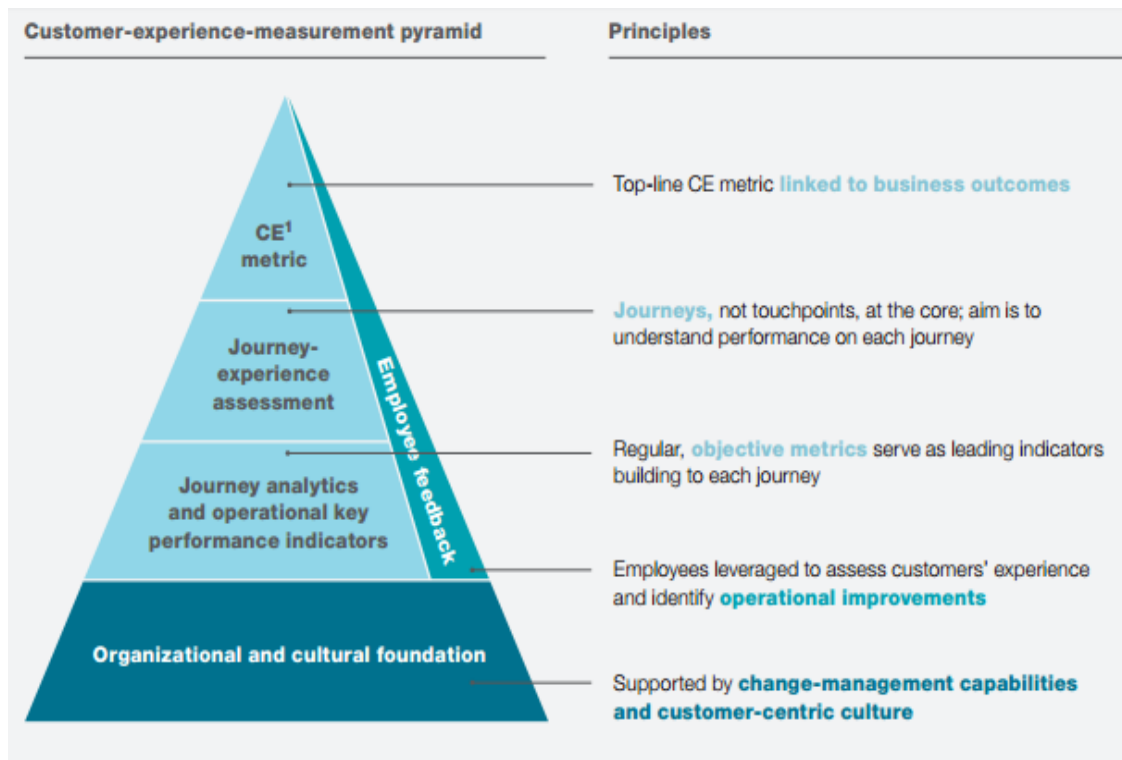 Customer-experience-measurement pyramid
Principles
CE¹
metric
Journey-
experience
assessment
Journey analytics
and operational key
performance indicators
Employee feedback
Organizational and cultural foundation
Top-line CE metric linked to business outcomes
Journeys, not touchpoints, at the core; aim is to
understand performance on each journey
Regular, objective metrics serve as leading indicators
building to each journey
Employees leveraged to assess customers' experience
and identify operational improvements
Supported by change-management capabilities
and customer-centric culture